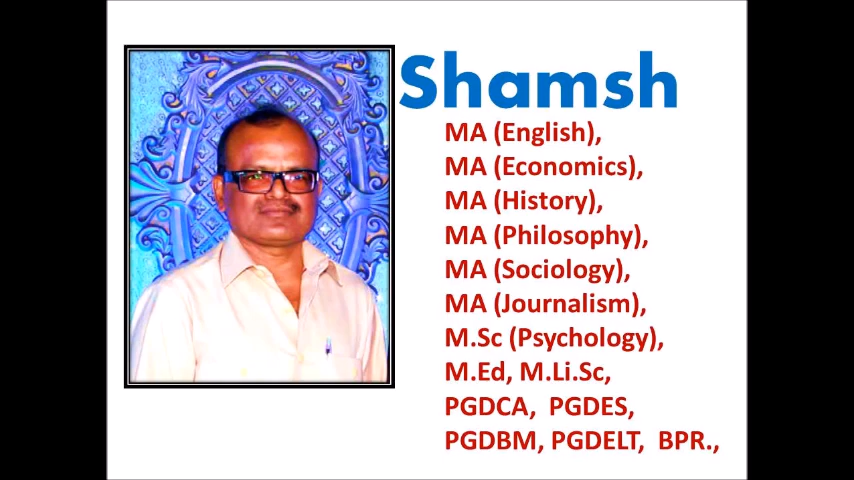 Shamsh
MA (English),
MA (Economics),
MA (History),
MA (Philosophy),
MA (Sociology),
MA (Journalism),
M.Sc (Psychology),
M.Ed, M.Li.Sc,
PGDCA, PGDES,
PGDBM, PGDELT, BPR.,